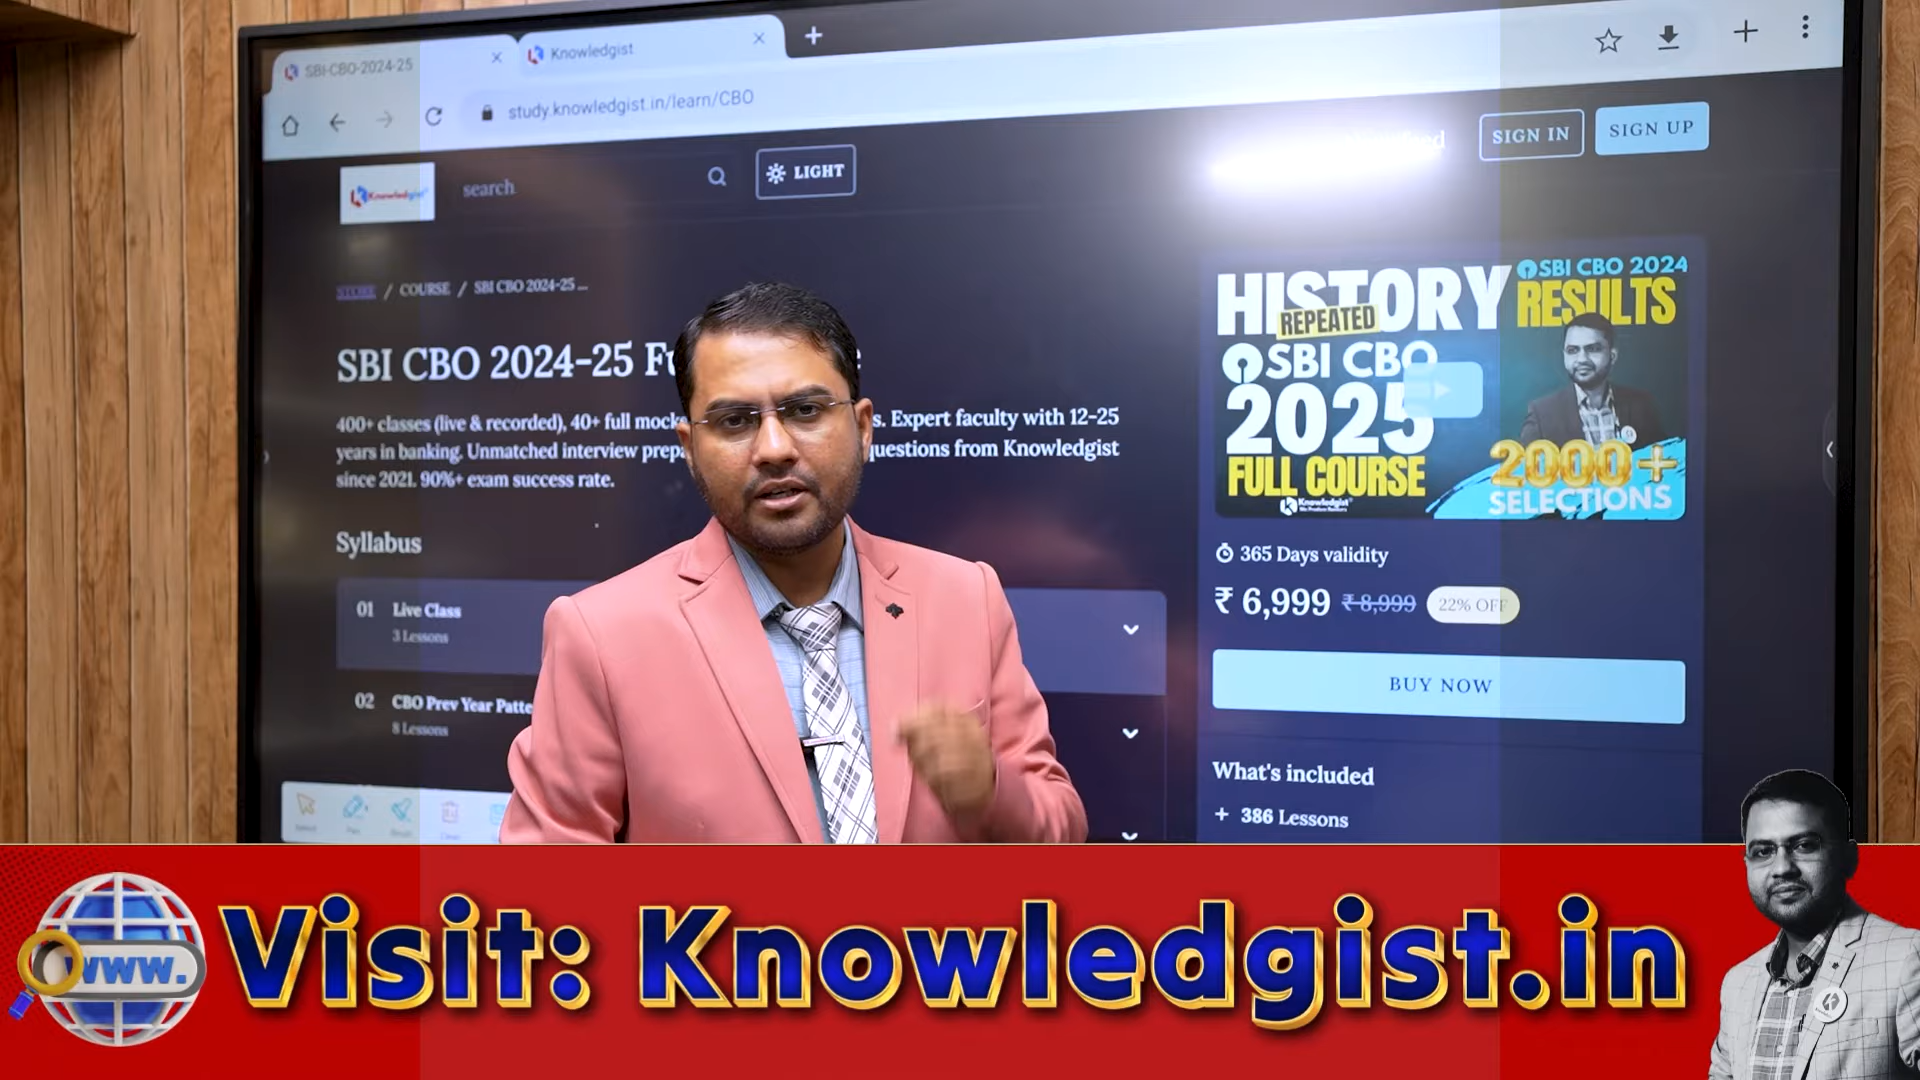 SBI-CBO-2024-25
Knowledgist
study.knowledgist.in/learn/CBO
Knowledgist
search
LIGHT
SIGN IN
SIGN UP
STORE / COURSE / SBI CBO 2024-25 ...
SBI CBO 2024-25
400+ classes (live & recorded), 40+ full mocks. Expert faculty with 12-25
years in banking. Unmatched interview questions from Knowledgist
since 2021. 90%+ exam success rate.
Syllabus
01 Live Class
3 Lessons
02 CBO Prev Year
8 Lessons
HISTORY
REPEATED
SBI CBO
2025
FULL COURSE
Knowledgist
SBI CBO 2024
RESULTS
2000+
SELECTIONS
365 Days validity
₹ 6,999 ₹ 8,999 22% OFF
BUY NOW
What's included
+ 386 Lessons
www.
Visit: Knowledgist.in